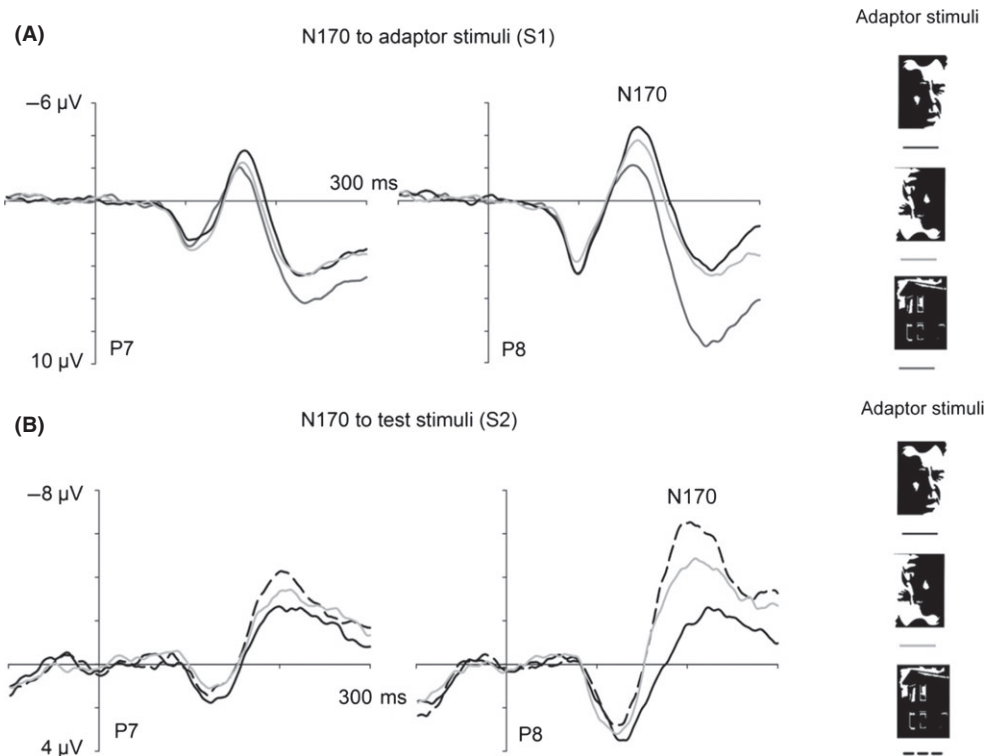 (A)
N170 to adaptor stimuli (S1)
Adaptor stimuli
–6 µV
N170
300 ms
10 µV
P7
P8
(B)
N170 to test stimuli (S2)
Adaptor stimuli
–8 µV
N170
P7
300 ms
P8
4 µV